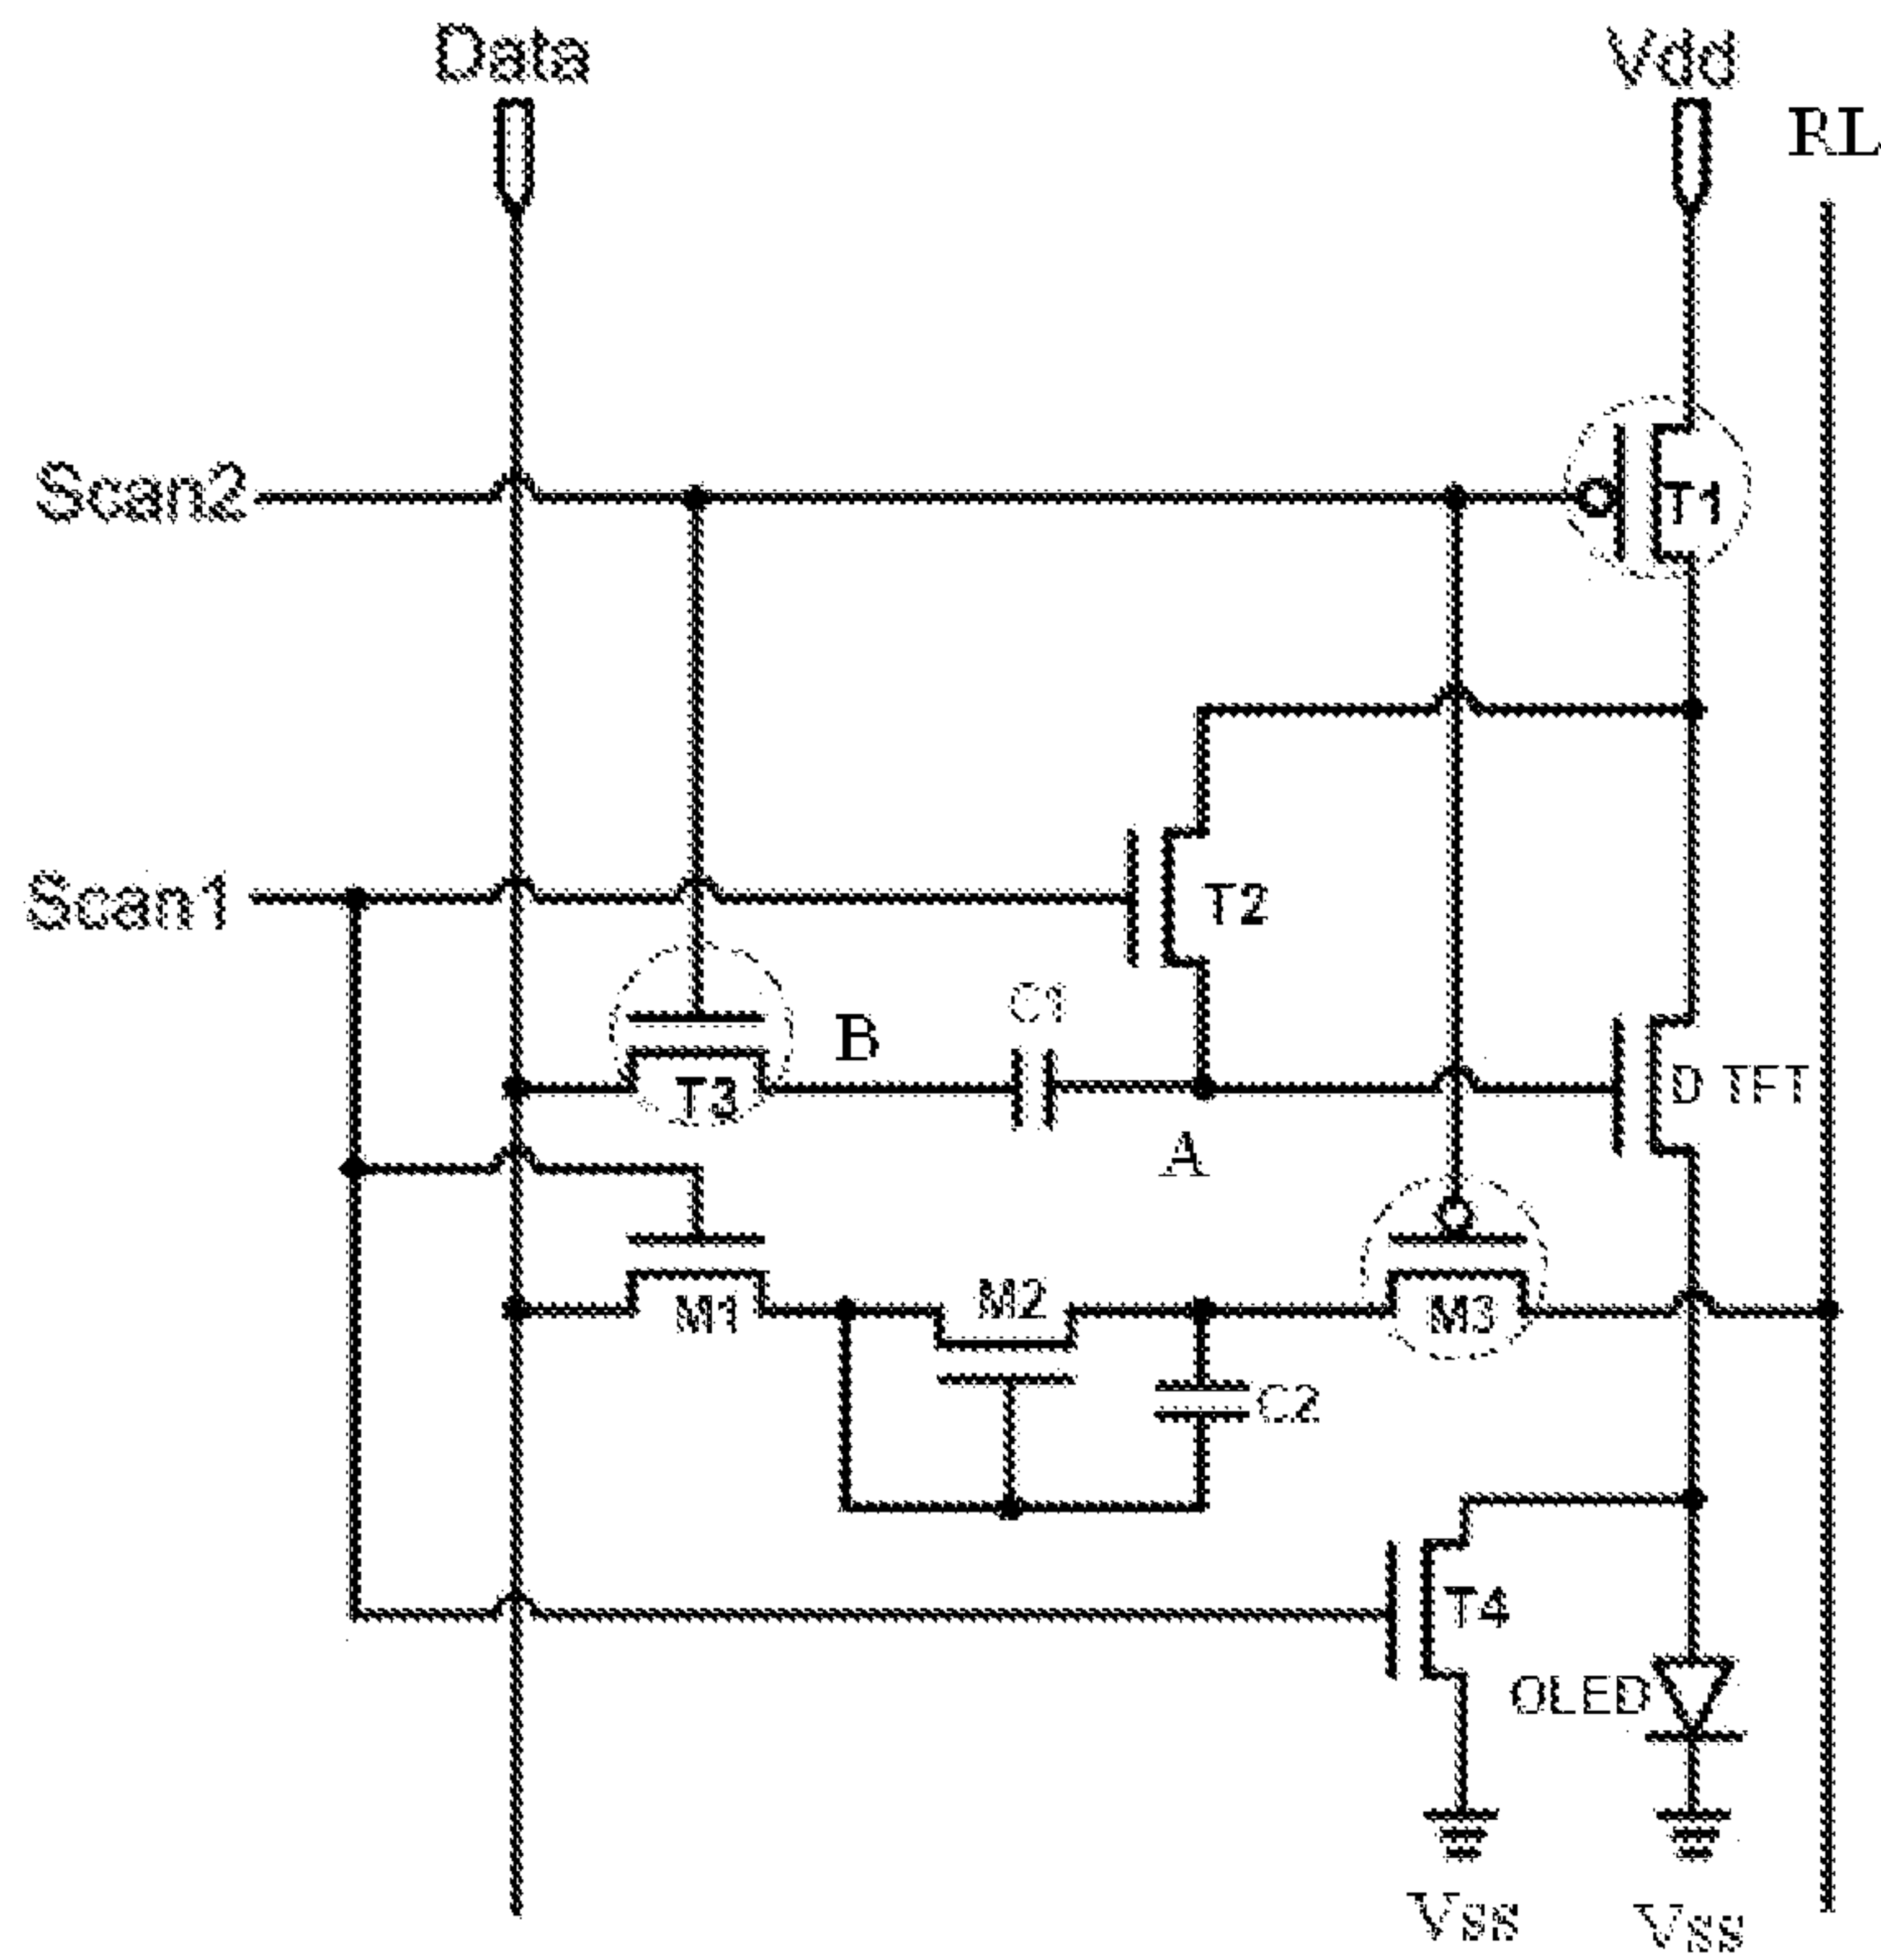 Data
Vdd
RL
Scan2
T1
Scan1
T2
C1
B
T3
D TFT
A
M2
M1
M3
C2
T4
OLED
Vss
Vss